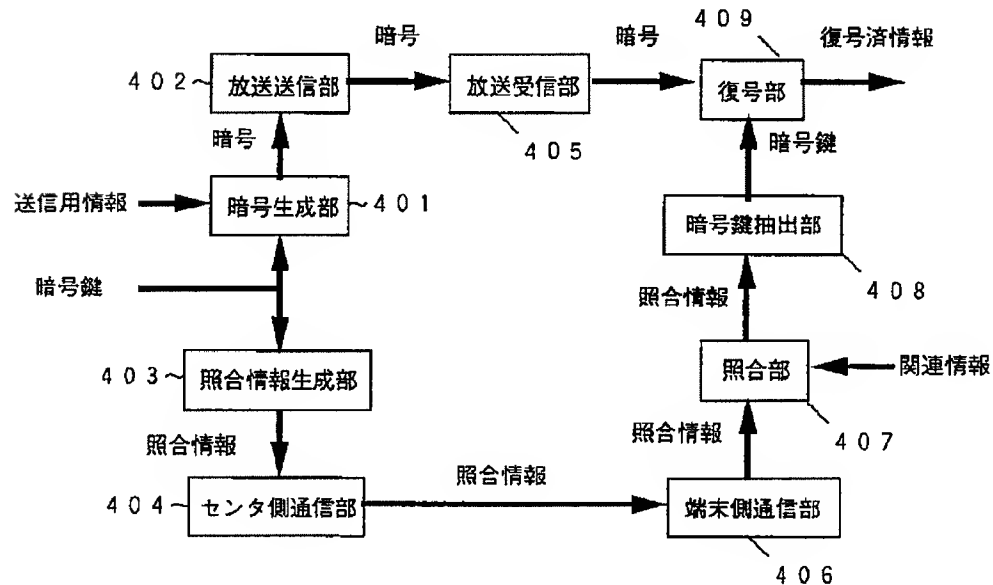 409
暗号
暗号
復号済情報
402
放送送信部
放送受信部
復号部
暗号
405
暗号鍵
送信用情報
暗号生成部
401
暗号鍵抽出部
暗号鍵
照合情報
408
403
照合情報生成部
照合部
関連情報
照合情報
照合情報
407
照合情報
404
センタ側通信部
端末側通信部
406